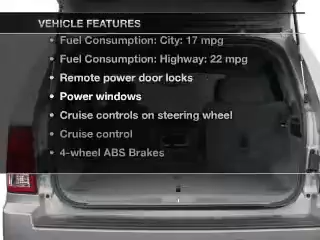 VEHICLE FEATURES
• Fuel Consumption: City: 17 mpg
• Fuel Consumption: Highway: 22 mpg
• Remote power door locks
• Power windows
• Cruise controls on steering wheel
• Cruise control
• 4-wheel ABS Brakes